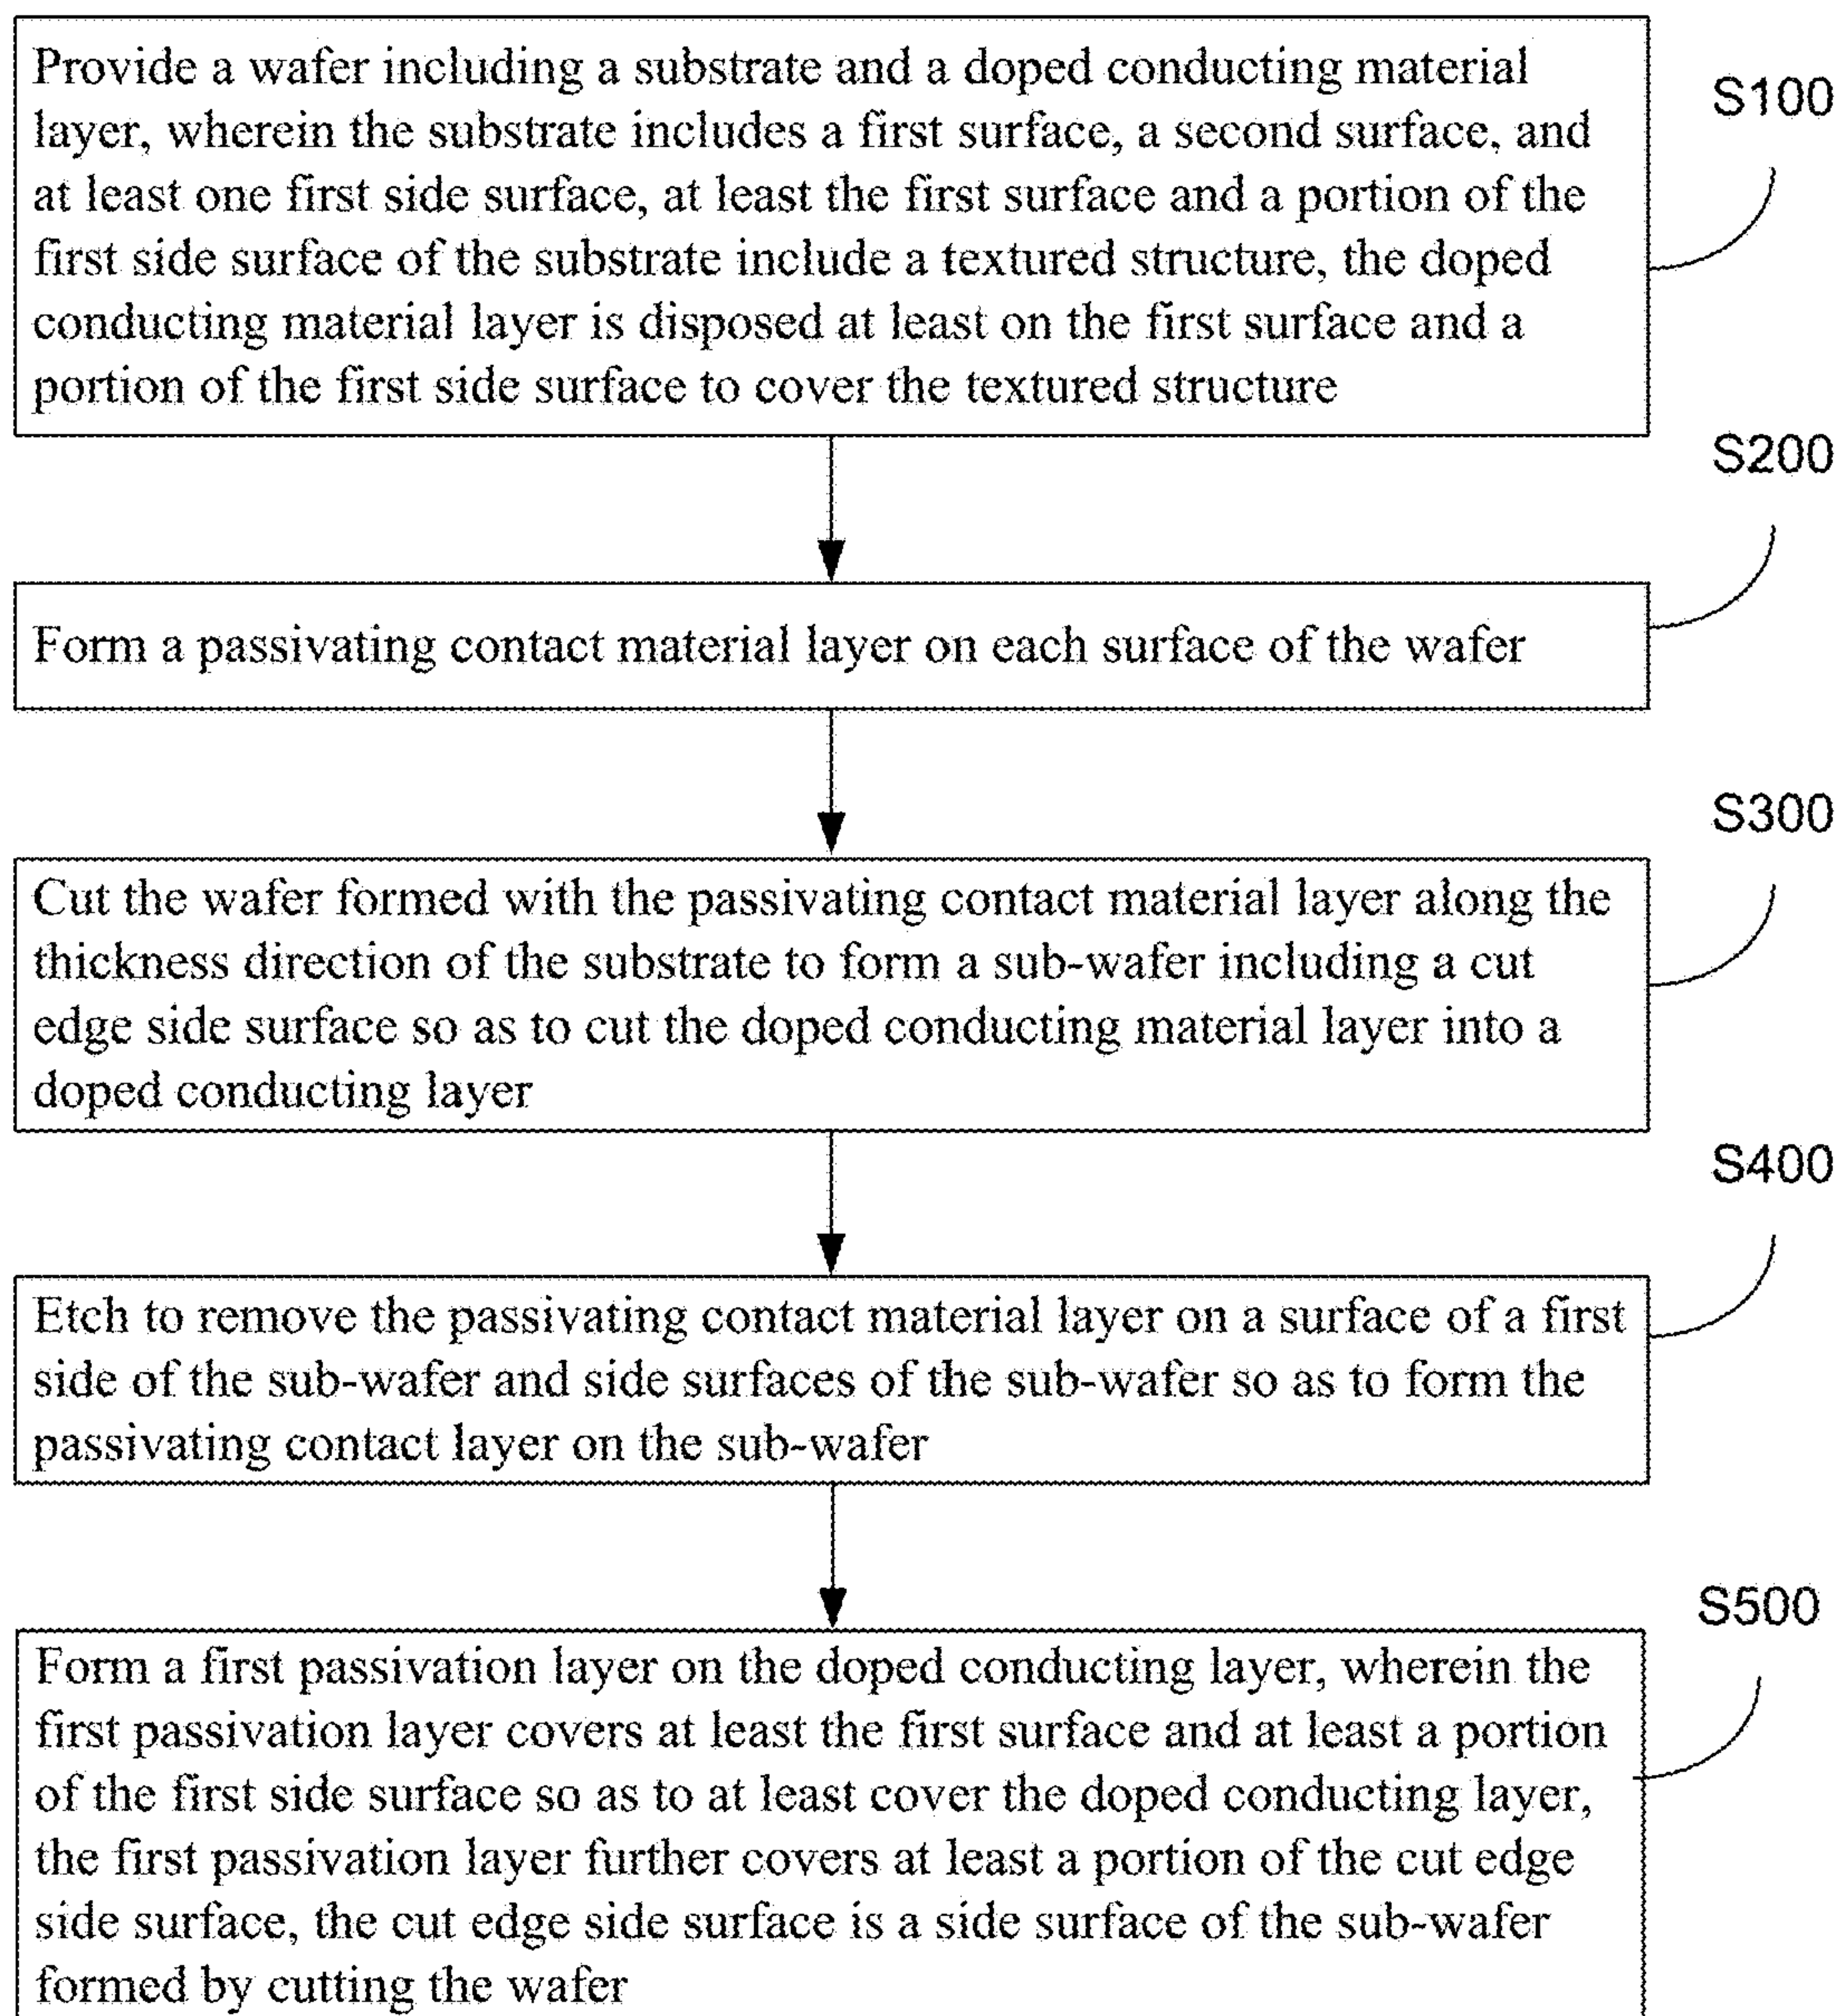 Provide a wafer including a substrate and a doped conducting material
layer, wherein the substrate includes a first surface, a second surface, and
at least one first side surface, at least the first surface and a portion of the
first side surface of the substrate include a textured structure, the doped
conducting material layer is disposed at least on the first surface and a
portion of the first side surface to cover the textured structure
S100
S200
Form a passivating contact material layer on each surface of the wafer
S300
Cut the wafer formed with the passivating contact material layer along the
thickness direction of the substrate to form a sub-wafer including a cut
edge side surface so as to cut the doped conducting material layer into a
doped conducting layer
S400
Etch to remove the passivating contact material layer on a surface of a first
side of the sub-wafer and side surfaces of the sub-wafer so as to form the
passivating contact layer on the sub-wafer
S500
Form a first passivation layer on the doped conducting layer, wherein the
first passivation layer covers at least the first surface and at least a portion
of the first side surface so as to at least cover the doped conducting layer,
the first passivation layer further covers at least a portion of the cut edge
side surface, the cut edge side surface is a side surface of the sub-wafer
formed by cutting the wafer